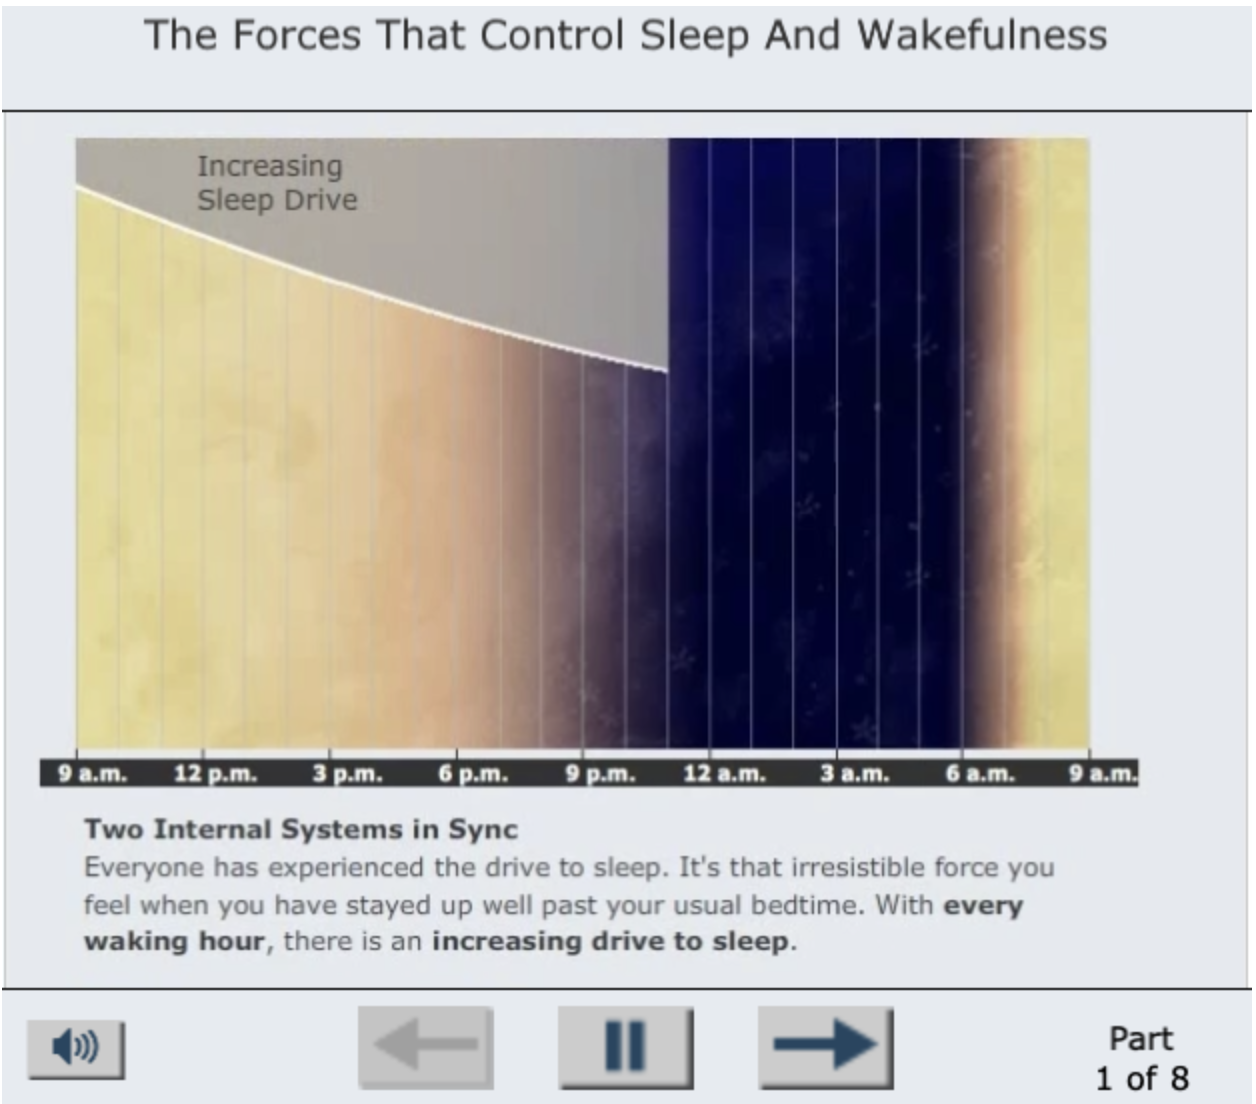 The Forces That Control Sleep And Wakefulness
Increasing
Sleep Drive
9 a.m. 12 p.m. 3 p.m. 6 p.m. 9 p.m. 12 a.m. 3 a.m. 6 a.m. 9 a.m.
Two Internal Systems in Sync
Everyone has experienced the drive to sleep. It's that irresistible force you
feel when you have stayed up well past your usual bedtime. With every
waking hour, there is an increasing drive to sleep.
Part
1 of 8